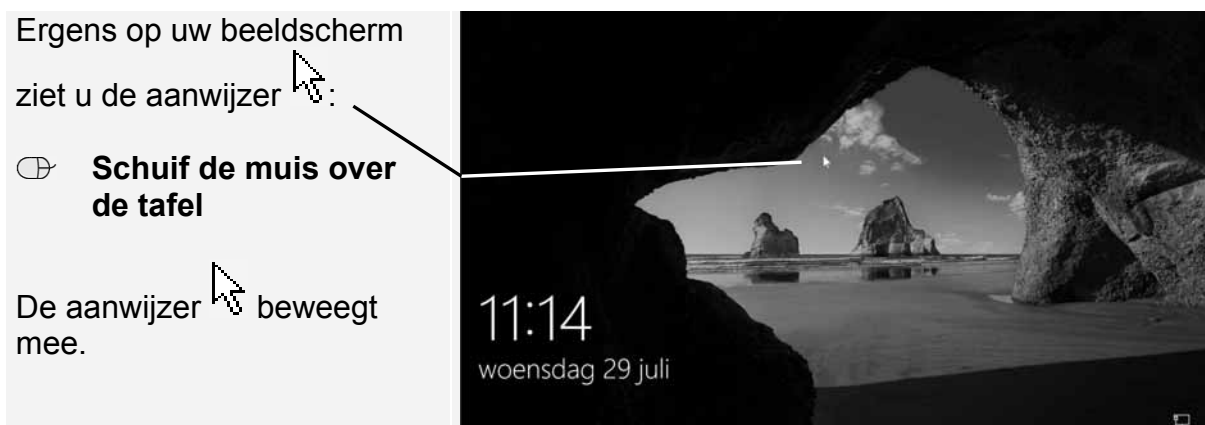 Ergens op uw beeldscherm
ziet u de aanwijzer :
Schuif de muis over
de tafel
De aanwijzer beweegt
mee.
11:14
woensdag 29 juli